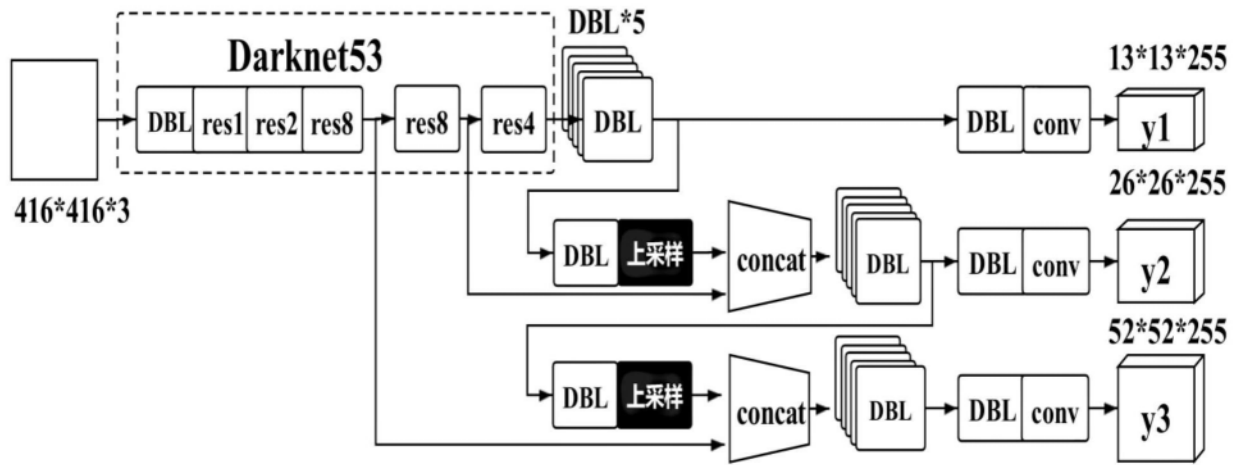 DBL*5
Darknet53
13*13*255
DBL res1 res2 res8 res8 res4 DBL DBL conv y1
416*416*3
26*26*255
DBL 上采样 concat DBL DBL conv y2
52*52*255
DBL 上采样 concat DBL DBL conv y3